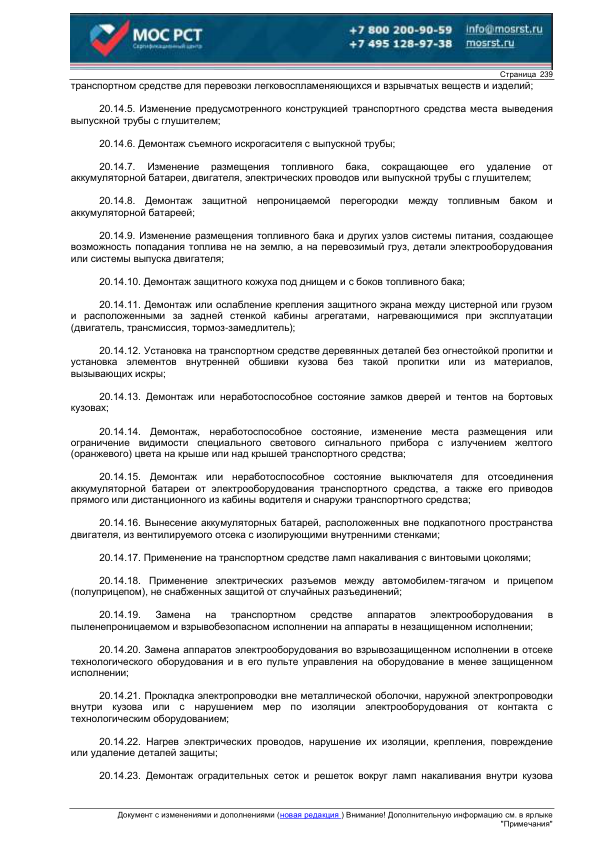 МОС РСТ
Сертификационный центр
+7 800 200-90-59 info@mosrst.ru
+7 495 128-97-38 mosrst.ru
Страница 239
транспортном средстве для перевозки легковоспламеняющихся и взрывчатых веществ и изделий;
20.14.5. Изменение предусмотренного конструкцией транспортного средства места выведения
выпускной трубы с глушителем;
20.14.6. Демонтаж съемного искрогасителя с выпускной трубы;
20.14.7. Изменение размещения топливного бака, сокращающее его удаление от
аккумуляторной батареи, двигателя, электрических проводов или выпускной трубы с глушителем;
20.14.8. Демонтаж защитной непроницаемой перегородки между топливным баком и
аккумуляторной батареей;
20.14.9. Изменение размещения топливного бака и других узлов системы питания, создающее
возможность попадания топлива не на землю, а на перевозимый груз, детали электрооборудования
или системы выпуска двигателя;
20.14.10. Демонтаж защитного кожуха под днищем и с боков топливного бака;
20.14.11. Демонтаж или ослабление крепления защитного экрана между цистерной или грузом
и расположенными за задней стенкой кабины агрегатами, нагревающимися при эксплуатации
(двигатель, трансмиссия, тормоз-замедлитель);
20.14.12. Установка на транспортном средстве деревянных деталей без огнестойкой пропитки и
установка элементов внутренней обшивки кузова без такой пропитки или из материалов,
вызывающих искры;
20.14.13. Демонтаж или неработоспособное состояние замков дверей и тентов на бортовых
кузовах;
20.14.14. Демонтаж, неработоспособное состояние, изменение места размещения или
ограничение видимости специального светового сигнального прибора с излучением желтого
(оранжевого) цвета на крыше или над крышей транспортного средства;
20.14.15. Демонтаж или неработоспособное состояние выключателя для отсоединения
аккумуляторной батареи от электрооборудования транспортного средства, а также его приводов
прямого или дистанционного из кабины водителя и снаружи транспортного средства;
20.14.16. Вынесение аккумуляторных батарей, расположенных вне подкапотного пространства
двигателя, из вентилируемого отсека с изолирующими внутренними стенками;
20.14.17. Применение на транспортном средстве ламп накаливания с винтовыми цоколями;
20.14.18. Применение электрических разъемов между автомобилем-тягачом и прицепом
(полуприцепом), не снабженных защитой от случайных разъединений;
20.14.19. Замена на транспортном средстве аппаратов электрооборудования в
пыленепроницаемом и взрывобезопасном исполнении на аппараты в незащищенном исполнении;
20.14.20. Замена аппаратов электрооборудования во взрывозащищенном исполнении в отсеке
технологического оборудования и в его пульте управления на оборудование в менее защищенном
исполнении;
20.14.21. Прокладка электропроводки вне металлической оболочки, наружной электропроводки
внутри кузова или с нарушением мер по изоляции электрооборудования от контакта с
технологическим оборудованием;
20.14.22. Нагрев электрических проводов, нарушение их изоляции, крепления, повреждение
или удаление деталей защиты;
20.14.23. Демонтаж оградительных сеток и решеток вокруг ламп накаливания внутри кузова
Документ с изменениями и дополнениями (новая редакция ) Внимание! Дополнительную информацию см. в ярлыке
"Примечания"